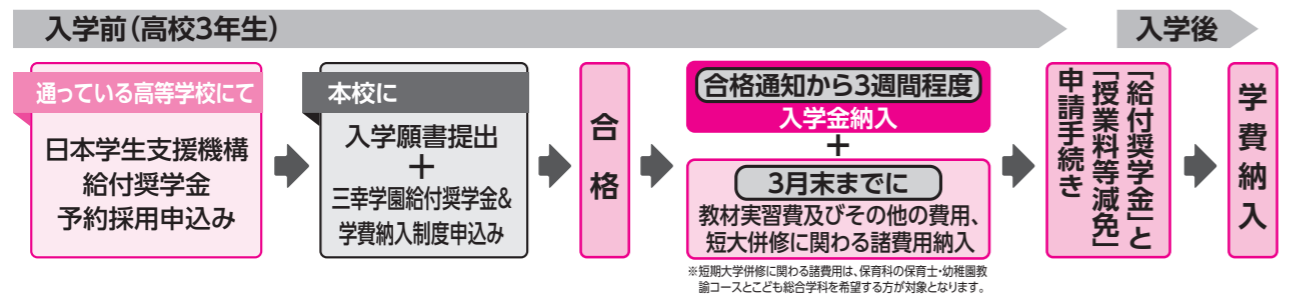 入学前(高校3年生)
入学後
通っている高等学校にて
日本学生支援機構
給付奨学金
予約採用申込み
本校に
入学願書提出
+
三幸学園給付奨学金&
学費納入制度申込み
合格
合格通知から3週間程度
入学金納入
+
3月末までに
教材実習費及びその他の費用、
短大併修に関わる諸費用納入
※短期大学併修に関わる諸費用は、保育科の保育士・幼稚園教
諭コースとこども総合学科を希望する方が対象となります。
「給付奨学金」と
「授業料等減免」
申請手続き
学費納入